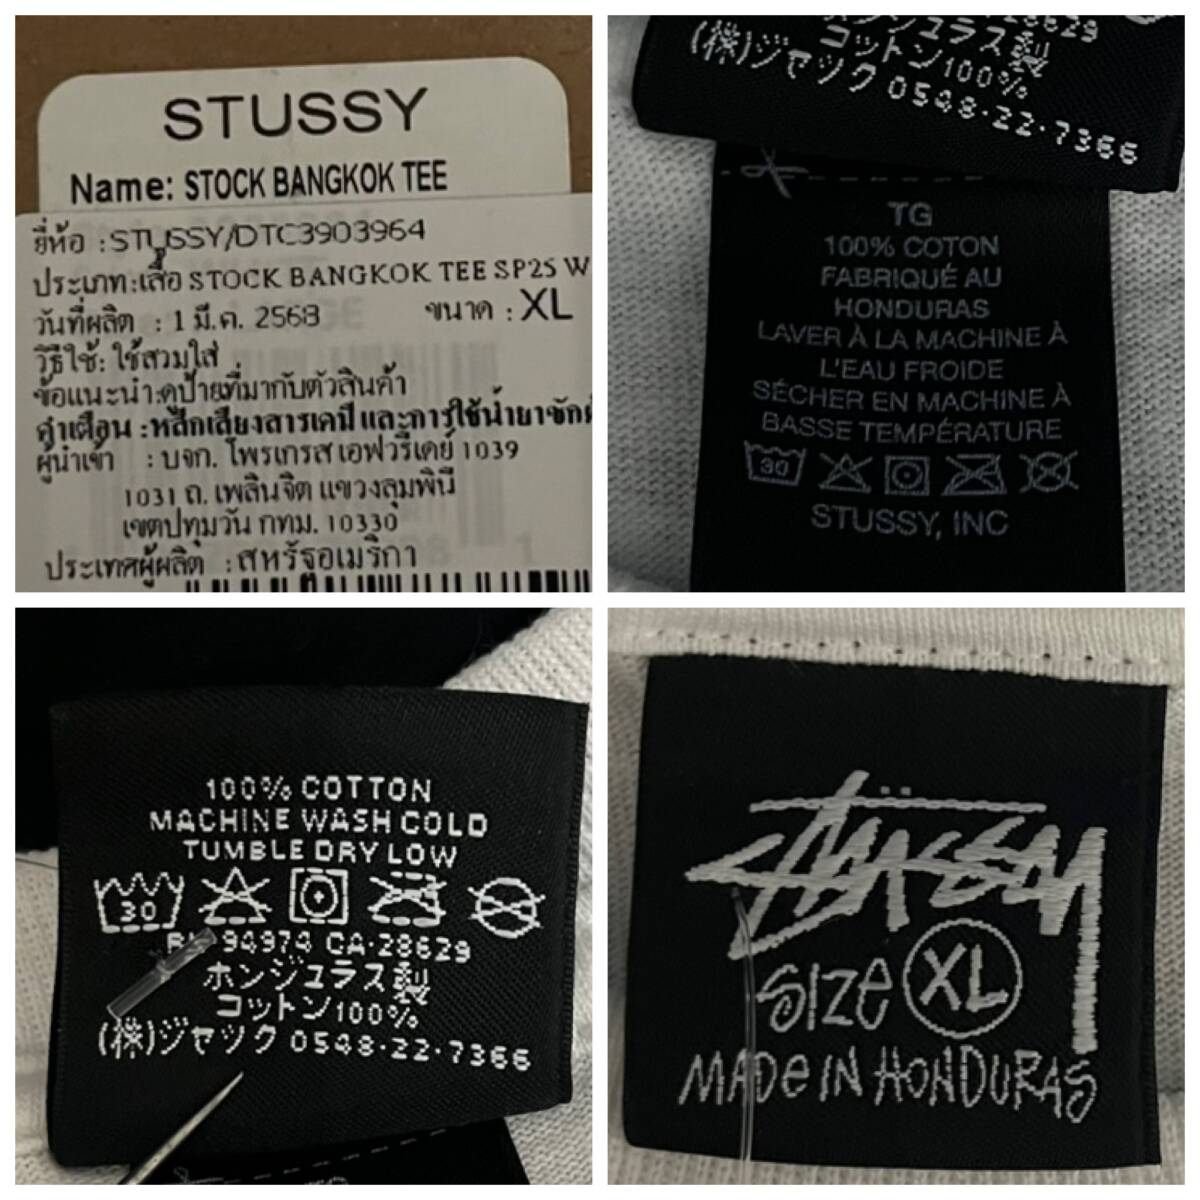 STUSSY
Name: STOCK BANGKOK TEE
ยี่ห้อ :STUSSY/DTC3903964
ประเภท:เสื้อ STOCK BANGKOK TEE SP25 W
วันที่ผลิต : 1 มี.ค. 2568 ขนาด : XL
วิธีใช้: ใช้สวมใส่
ข้อแนะนำ:ดูป้ายที่มากับตัวสินค้า
คำเตือน :หลีกเลี่ยงสารเคมี และการใช้น้ำยาซัก
ผู้นำเข้า : บจก. โพรเกรส เอฟวรี่เดย์ 1039
1031 ถ. เพลินจิต แขวงลุมพินี
เขตปทุมวัน กทม. 10330
ประเทศผู้ผลิต : สหรัฐอเมริกา
ホンジュラス製
コットン100%
(株)ジャック 0548·22·7366
TG
100% COTON
FABRIQUÉ AU
HONDURAS
LAVER À LA MACHINE À
L'EAU FROIDE
SÉCHER EN MACHINE À
BASSE TEMPÉRATURE
30
STUSSY, INC
100% COTTON
MACHINE WASH COLD
TUMBLE DRY LOW
30
94974 CA·28629
ホンジュラス製
コットン100%
(株)ジャック 0548·22·7366
Stüssy
SIZE XL
MADE IN HONDURAS